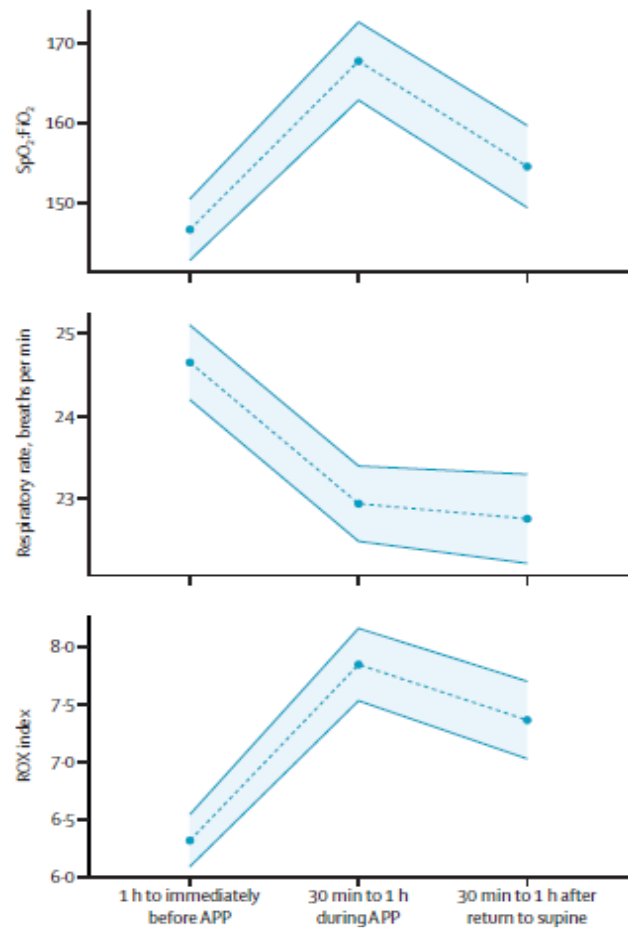 170
160
150
SpO₂:FiO₂
25
24
23
Respiratory rate, breaths per min
8·0
7·5
7·0
6·5
6·0
ROX index
1 h to immediately
before APP
30 min to 1 h
during APP
30 min to 1 h after
return to supine